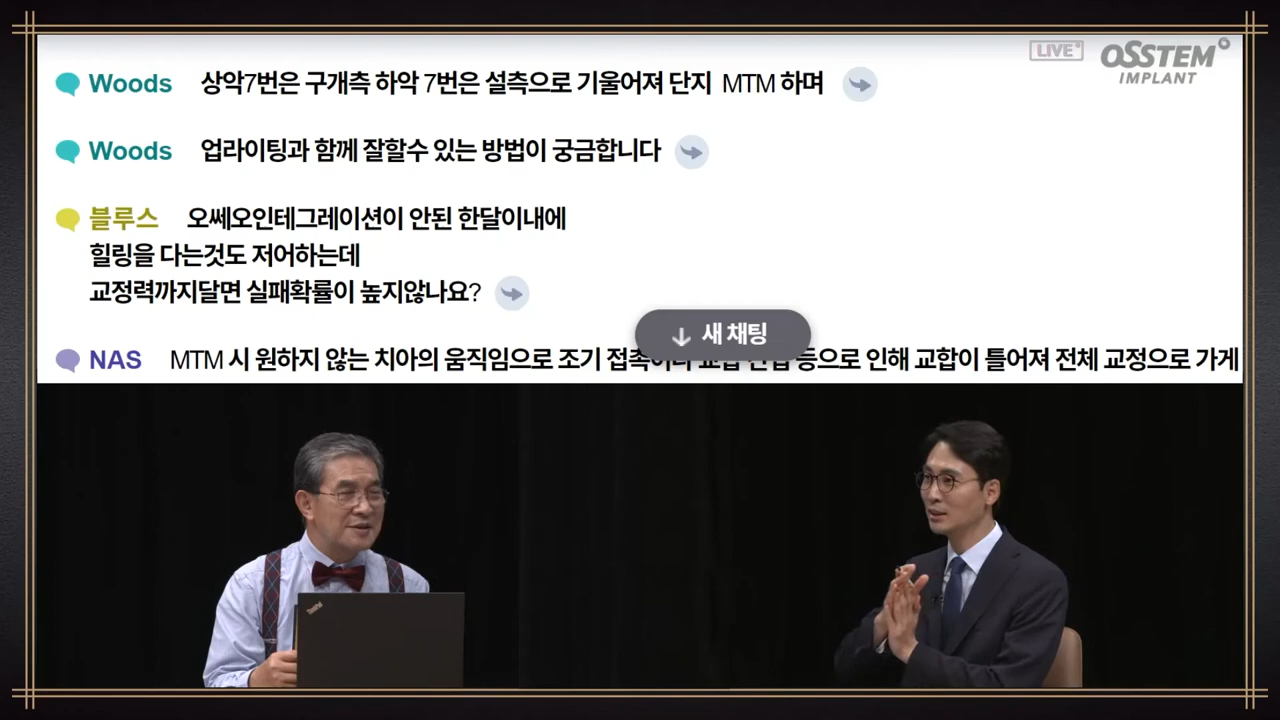 LIVE
OSSTEM
IMPLANT
Woods 상악7번은 구개측 하악 7번은 설측으로 기울어져 단지 MTM 하며
Woods 업라이팅과 함께 잘할수 있는 방법이 궁금합니다
블루스 오쎄오인테그레이션이 안된 한달이내에
힐링을 다는것도 저어하는데
교정력까지달면 실패확률이 높지않나요?
새 채팅
NAS MTM 시 원하지 않는 치아의 움직임으로 조기 등으로 인해 교합이 틀어져 전체 교정으로 가게
ThinkPad